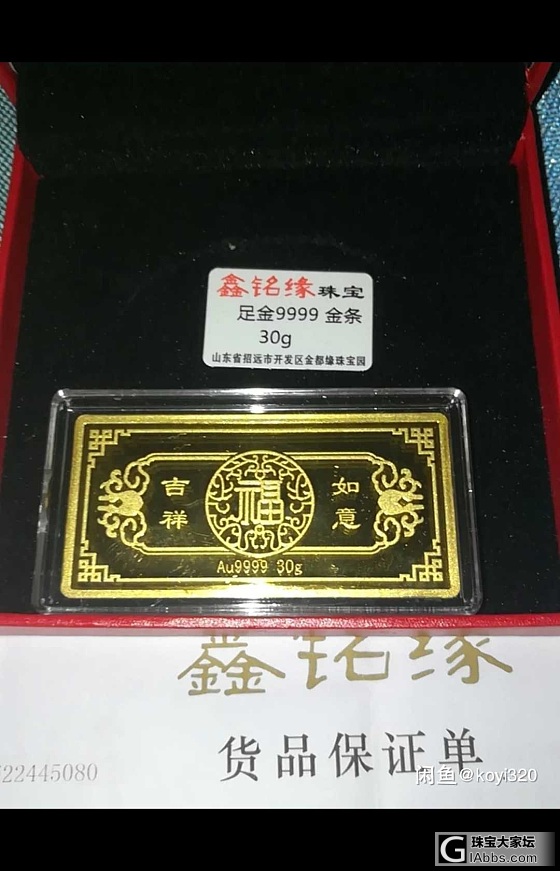 鑫铭缘珠宝
足金9999 金条
30g
山东省招远市开发区金都缘珠宝园
吉祥
福
如意
Au9999 30g
鑫铭缘
货品保证单
22445080
闲鱼@koyi320
G 珠宝大家坛
GIAbbs.com